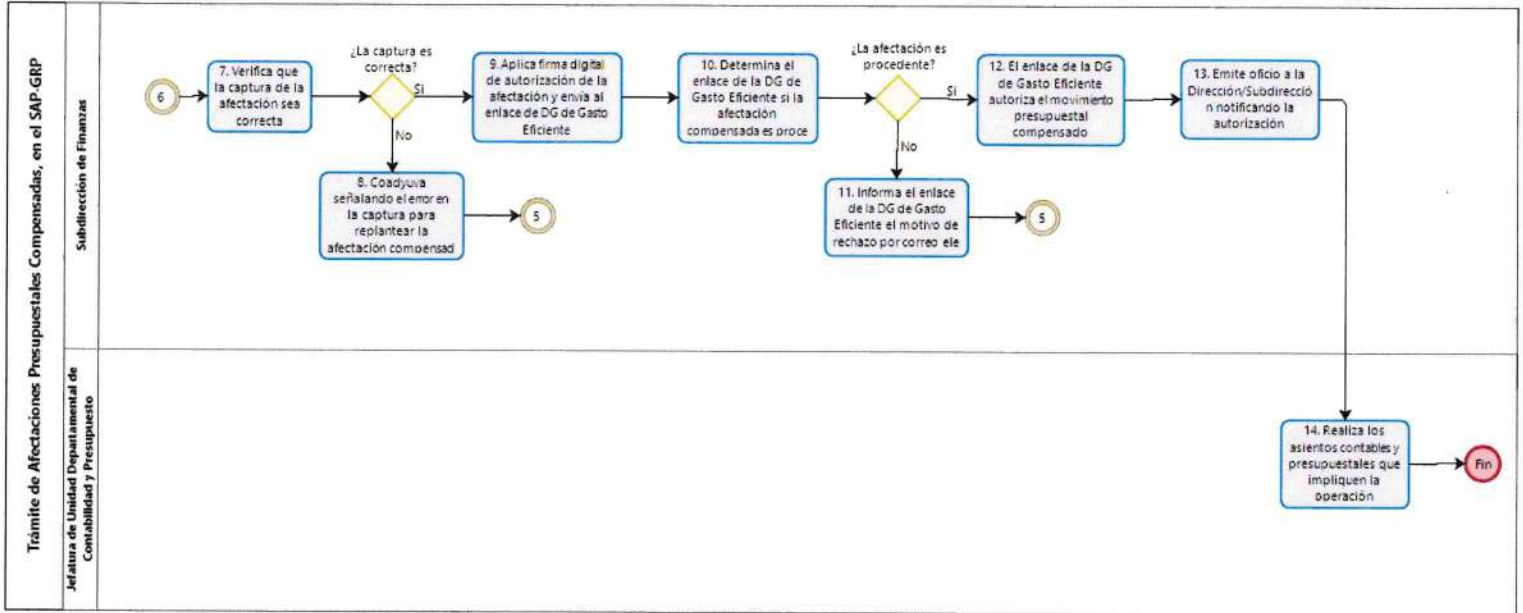 Trámite de Afectaciones Presupuestales Compensadas, en el SAP-GRP
Subdirección de Finanzas
6
7. Verifica que
la captura de la
afectación sea
correcta
¿La captura es
correcta?
Si
No
8. Coadyuva
señalando el error en
la captura para
replantear la
afectación compensad
5
9. Aplica firma digital
de autorización de la
afectación y envía al
enlace de DG de Gasto
Eficiente
10. Determina el
enlace de la DG de
Gasto Eficiente si la
afectación
compensada es proce
¿La afectación es
procedente?
Si
No
11. Informa el enlace
de la DG de Gasto
Eficiente el motivo de
rechazo por correo ele
5
12. El enlace de la DG
de Gasto Eficiente
autoriza el movimiento
presupuestal
compensado
13. Emite oficio a la
Dirección/Subdirecció
n notificando la
autorización
Jefatura de Unidad Departamental de
Contabilidad y Presupuesto
14. Realiza los
asientos contables y
presupuestales que
impliquen la
operación
Fin